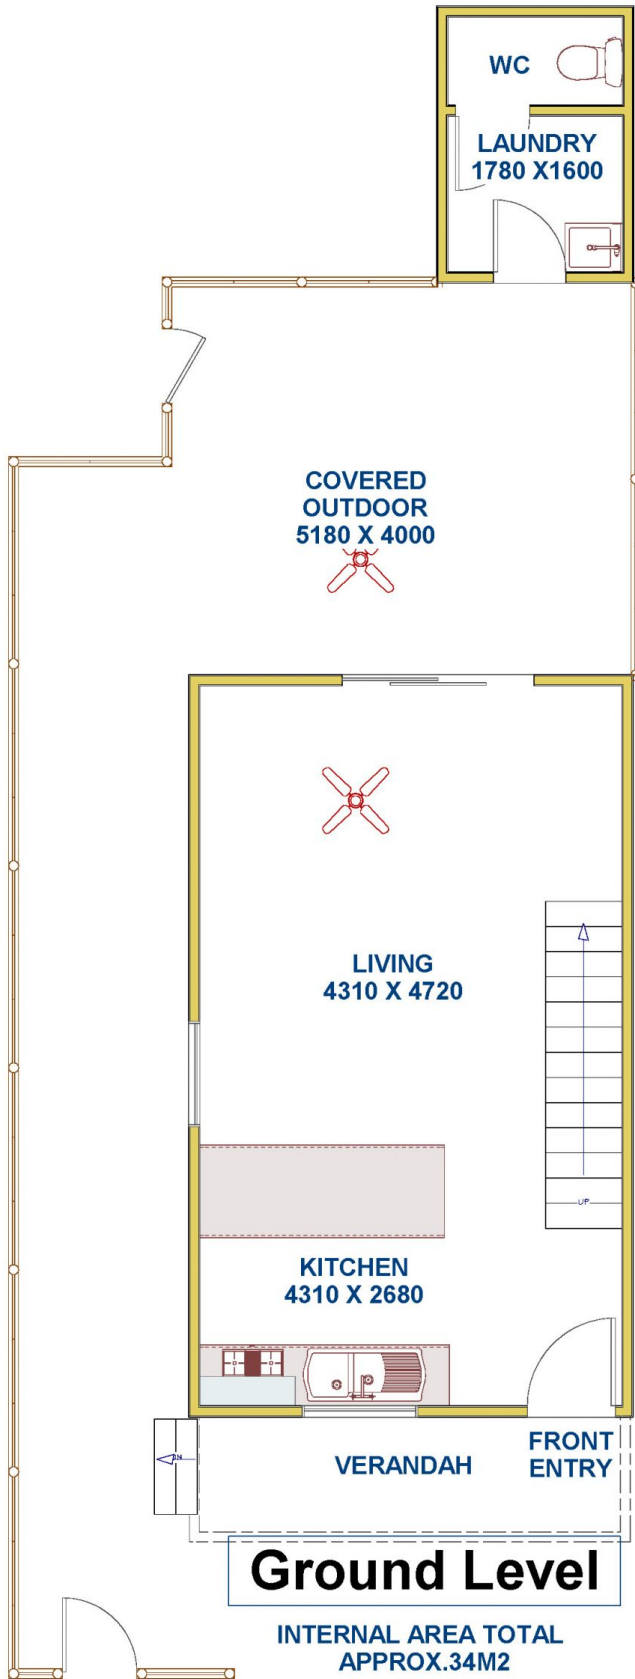 WC
LAUNDRY
1780 X1600
COVERED
OUTDOOR
5180 X 4000
LIVING
4310 X 4720
UP
KITCHEN
4310 X 2680
VERANDAH
FRONT
ENTRY
DN
Ground Level
INTERNAL AREA TOTAL
APPROX.34M2